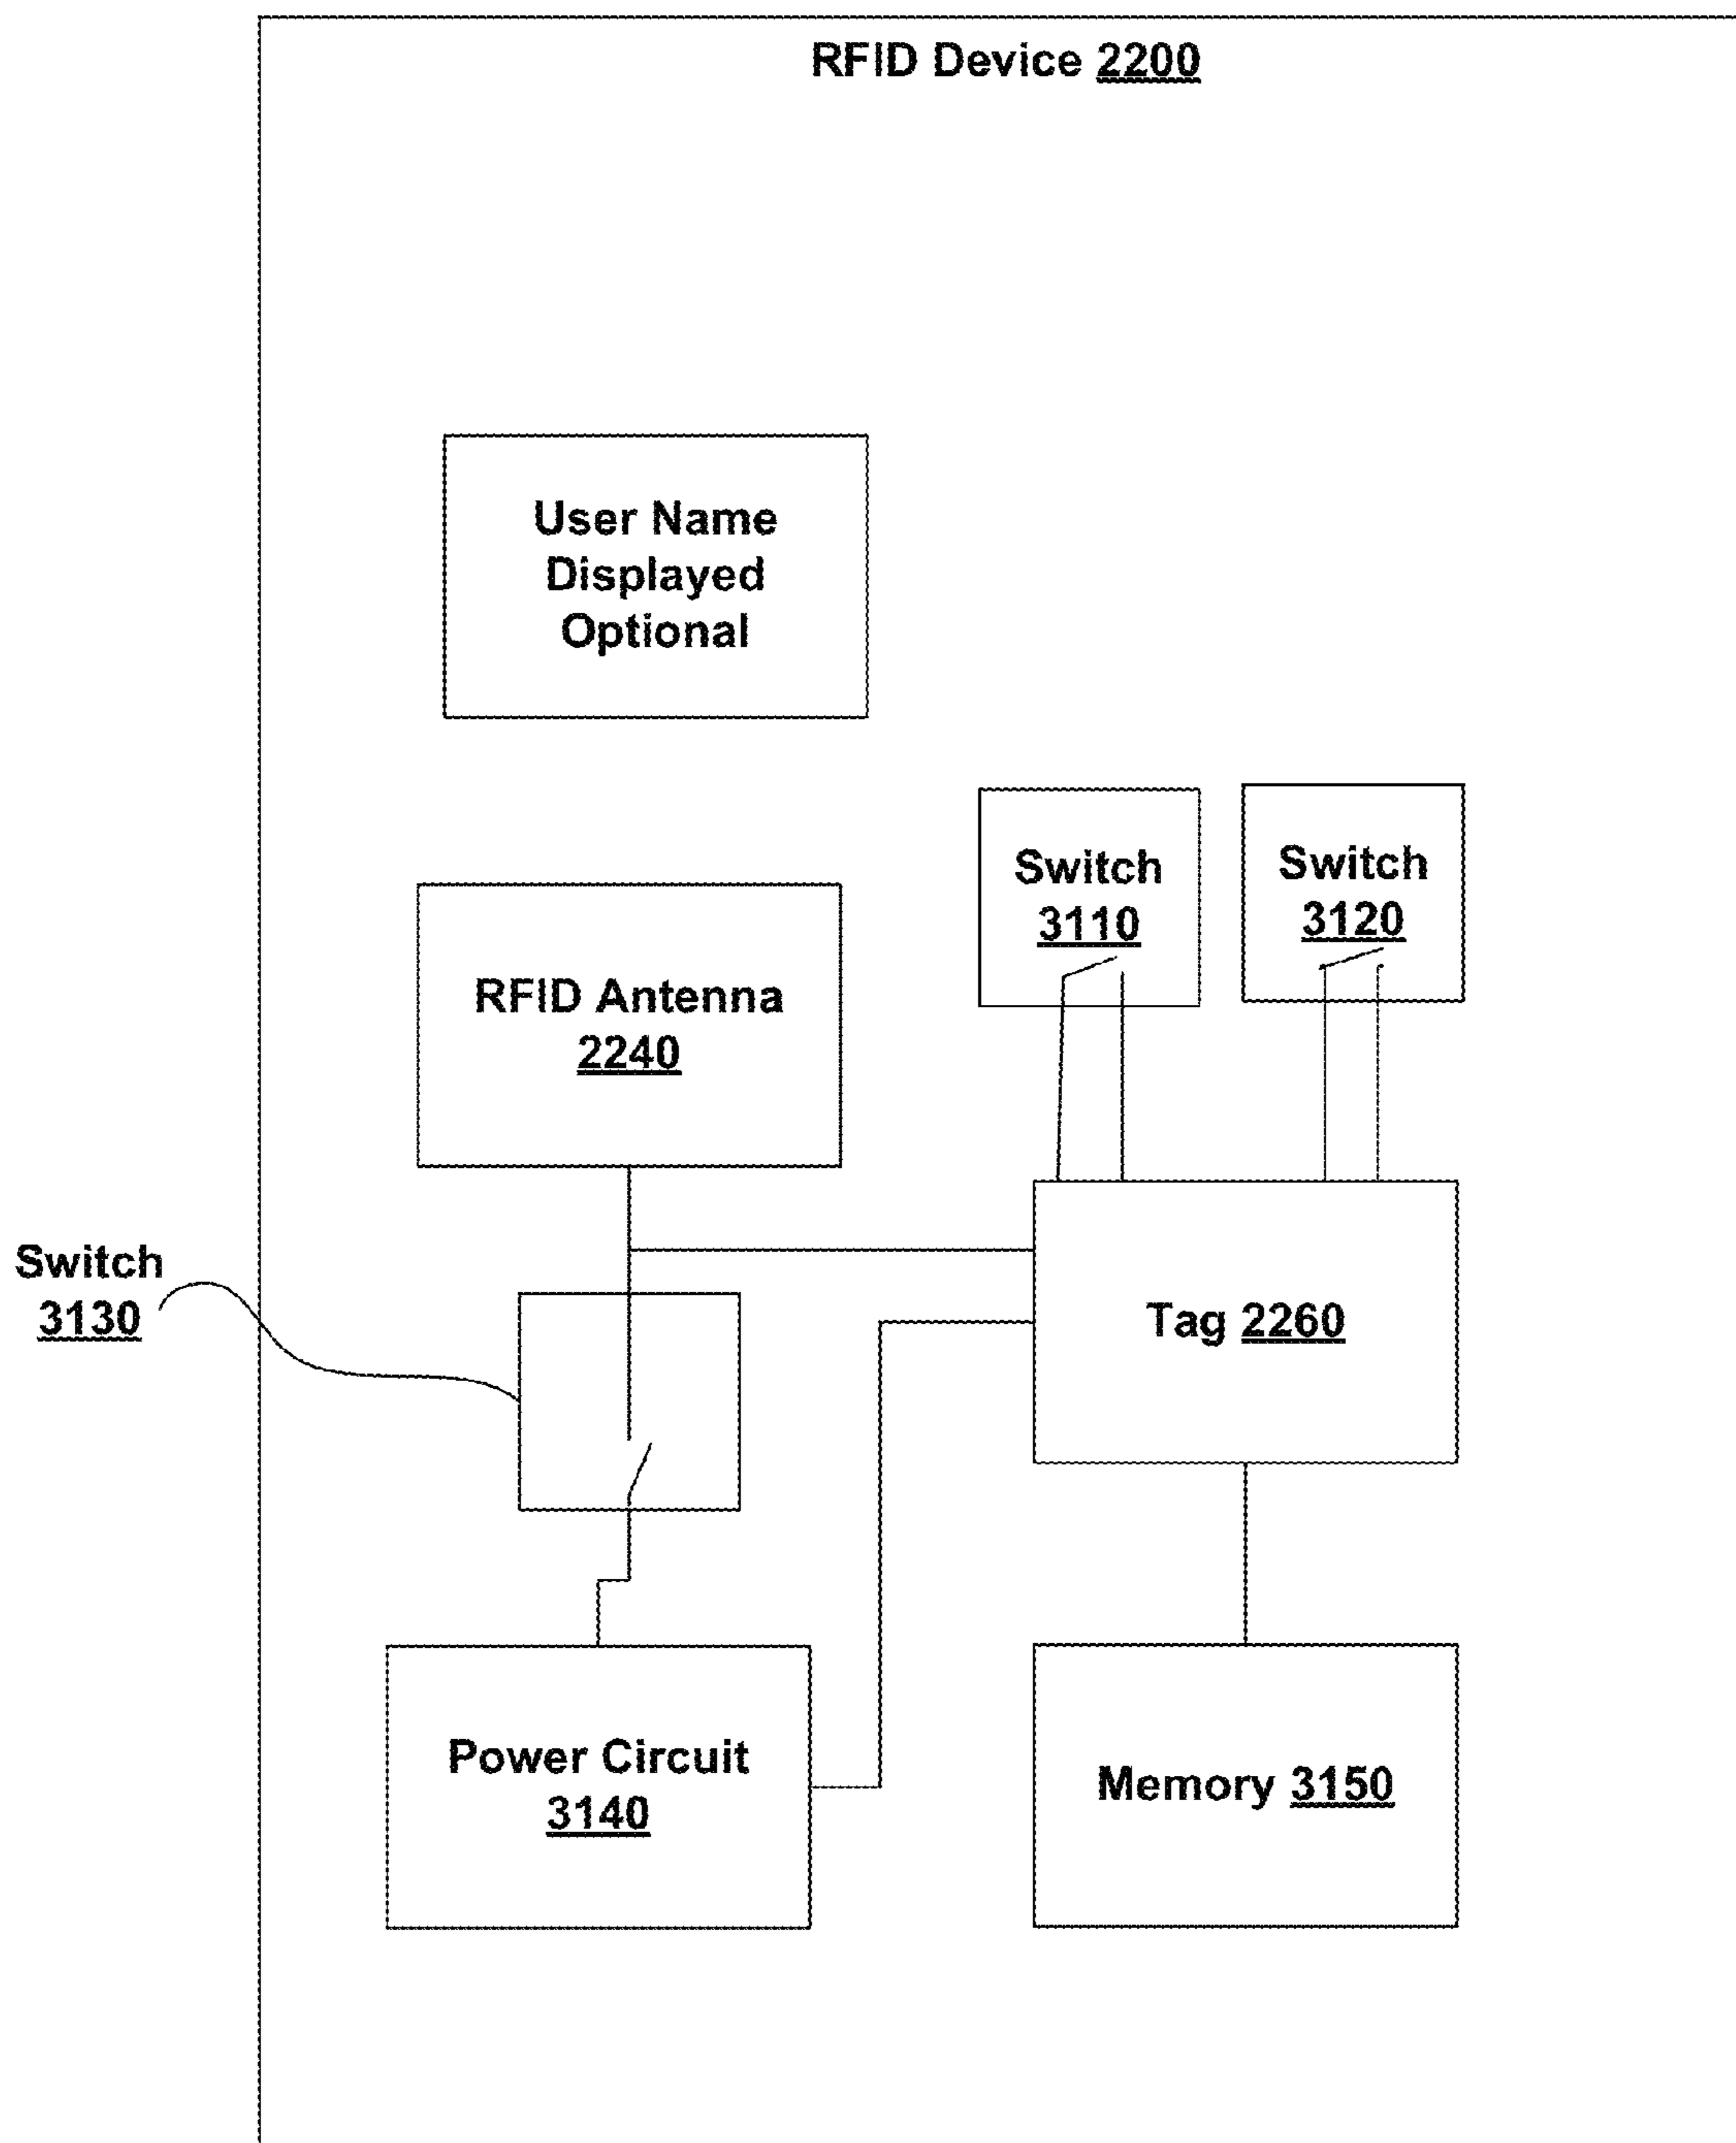 RFID Device 2200
User Name
Displayed
Optional
Switch
3110
Switch
3120
RFID Antenna
2240
Switch
3130
Tag 2260
Power Circuit
3140
Memory 3150